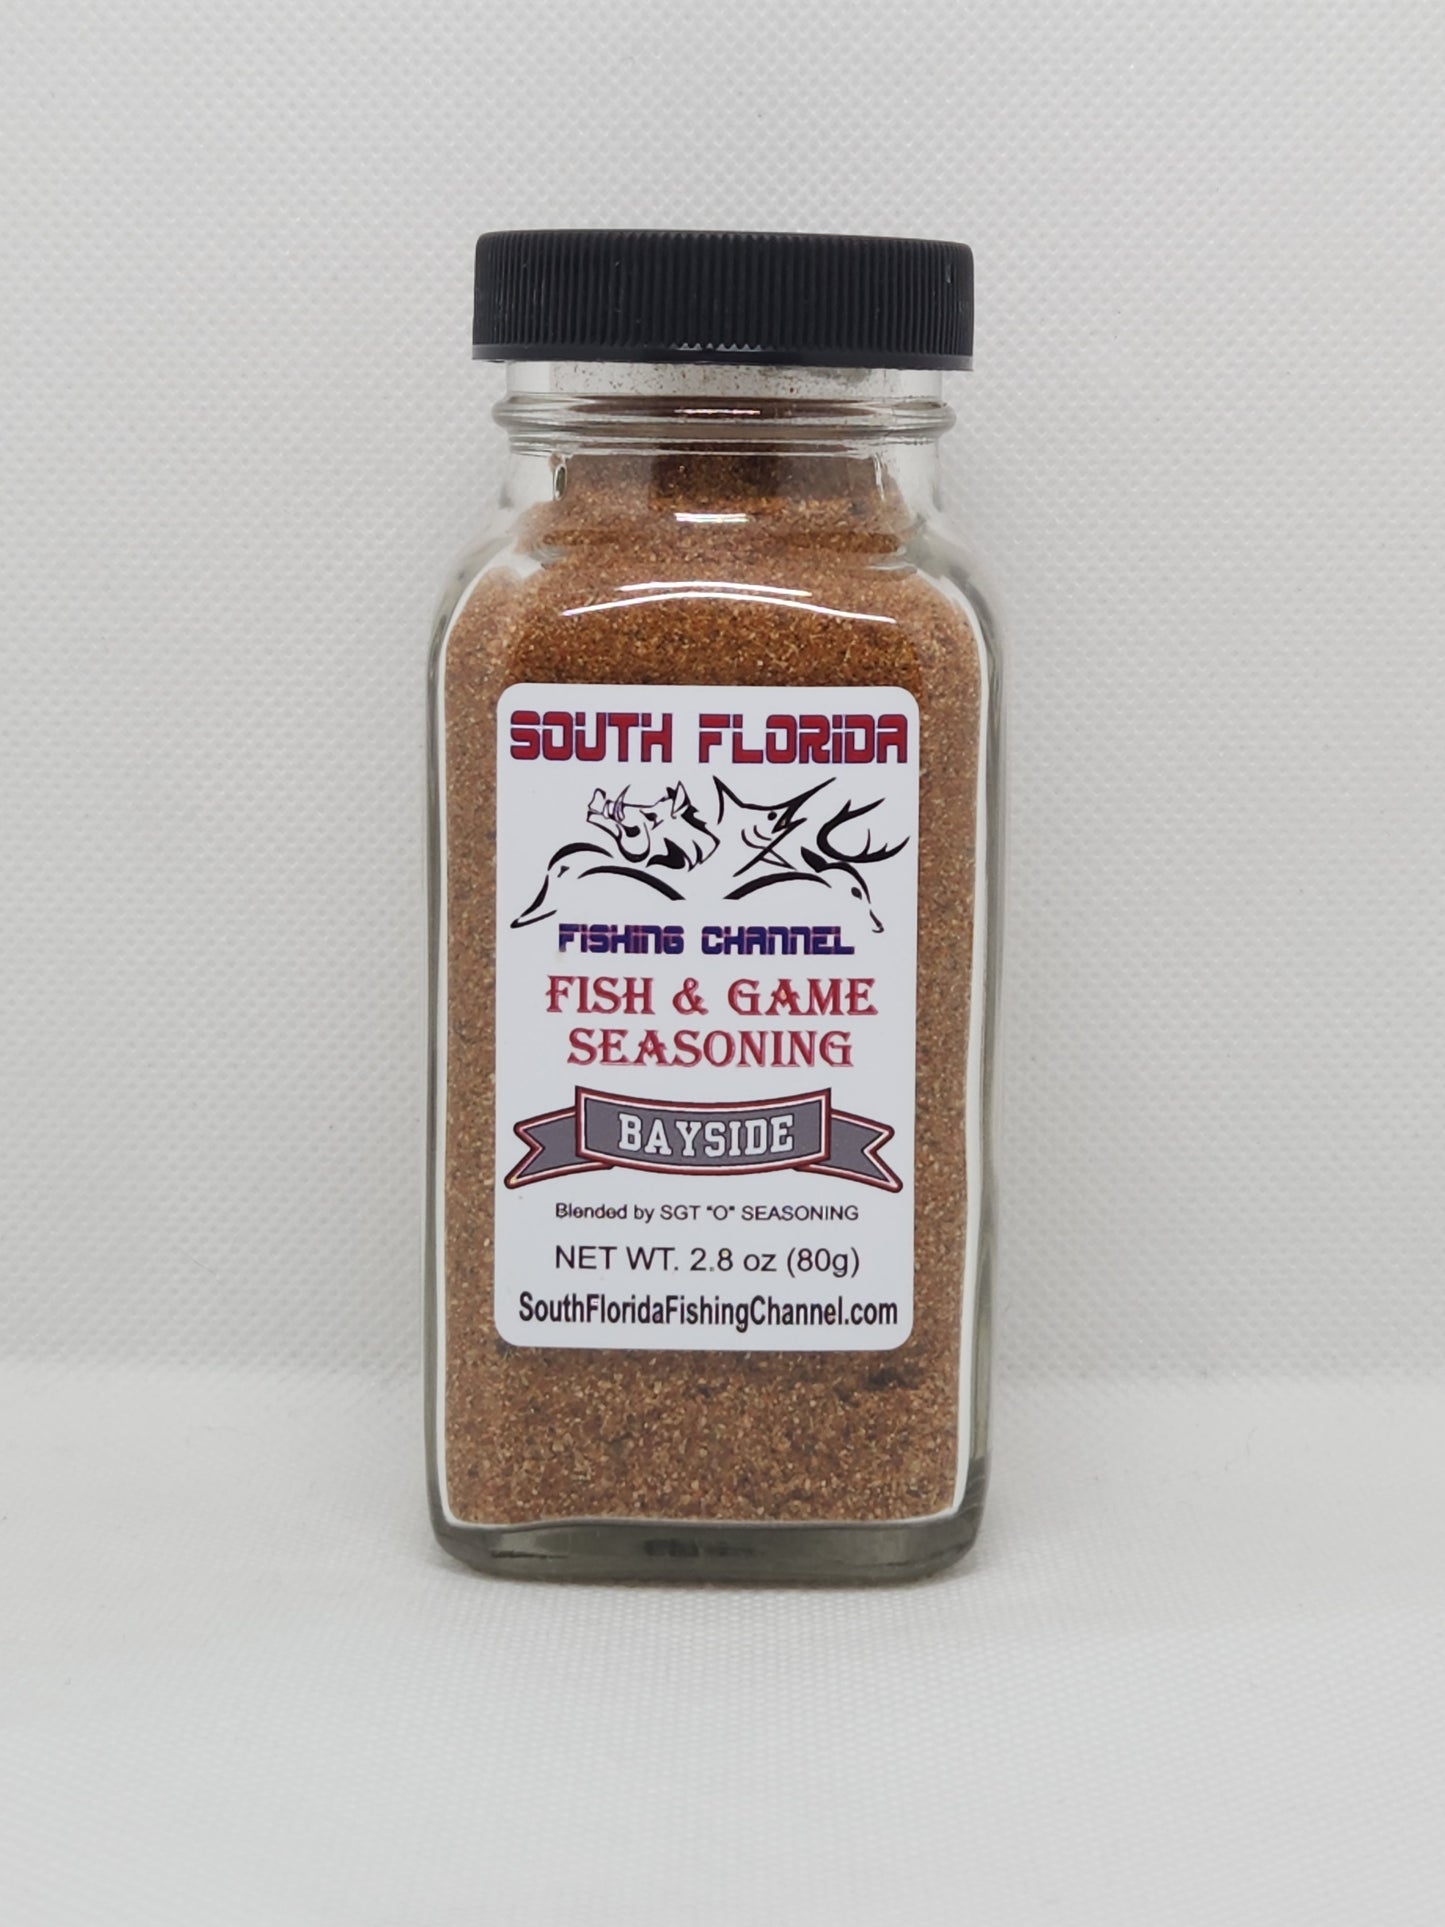 SOUTH FLORIDA
FISHING CHANNEL
FISH & GAME
SEASONING
BAYSIDE
Blended by SGT "O" SEASONING
NET WT. 2.8 oz (80g)
SouthFloridaFishingChannel.com